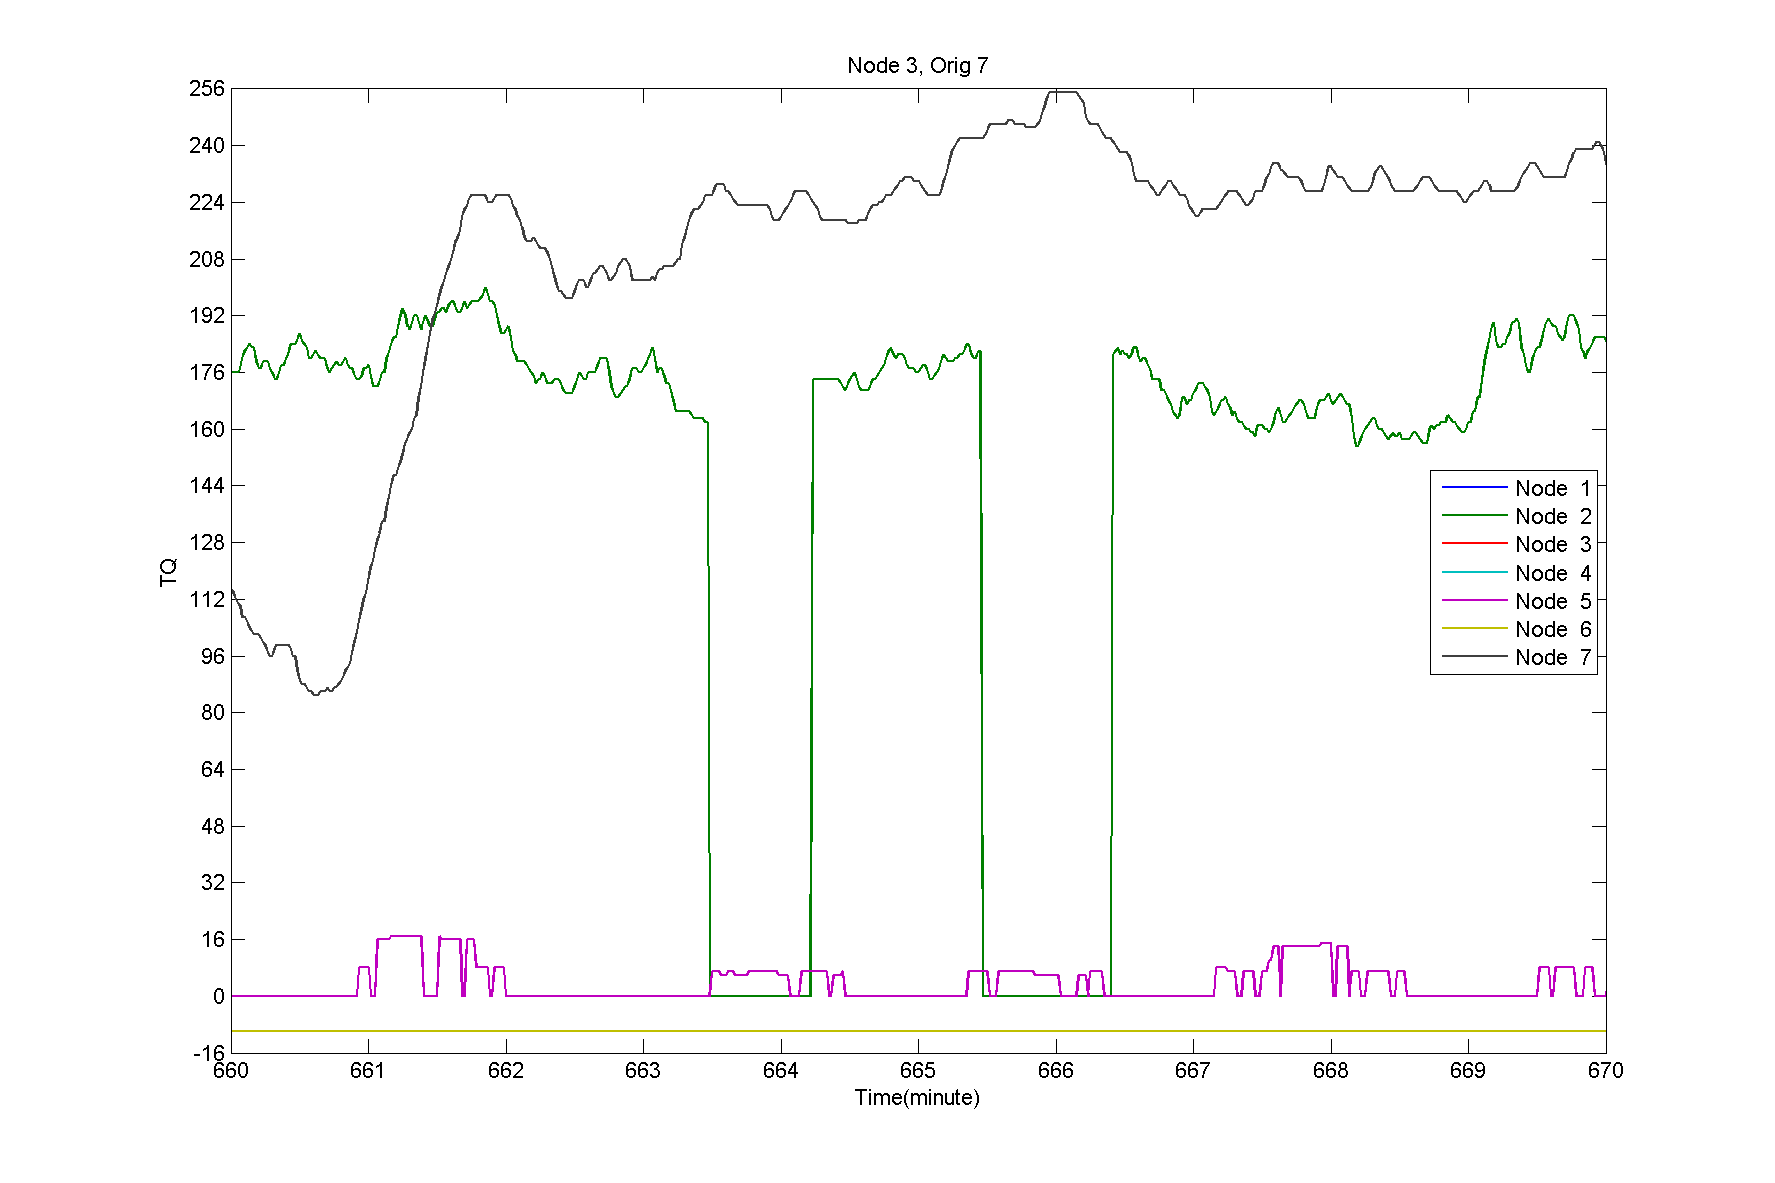 Node 3, Orig 7
256
240
224
208
192
176
160
144
128
112
96
80
64
48
32
16
0
-16
TQ
Node 1
Node 2
Node 3
Node 4
Node 5
Node 6
Node 7
660 661 662 663 664 665 666 667 668 669 670
Time(minute)